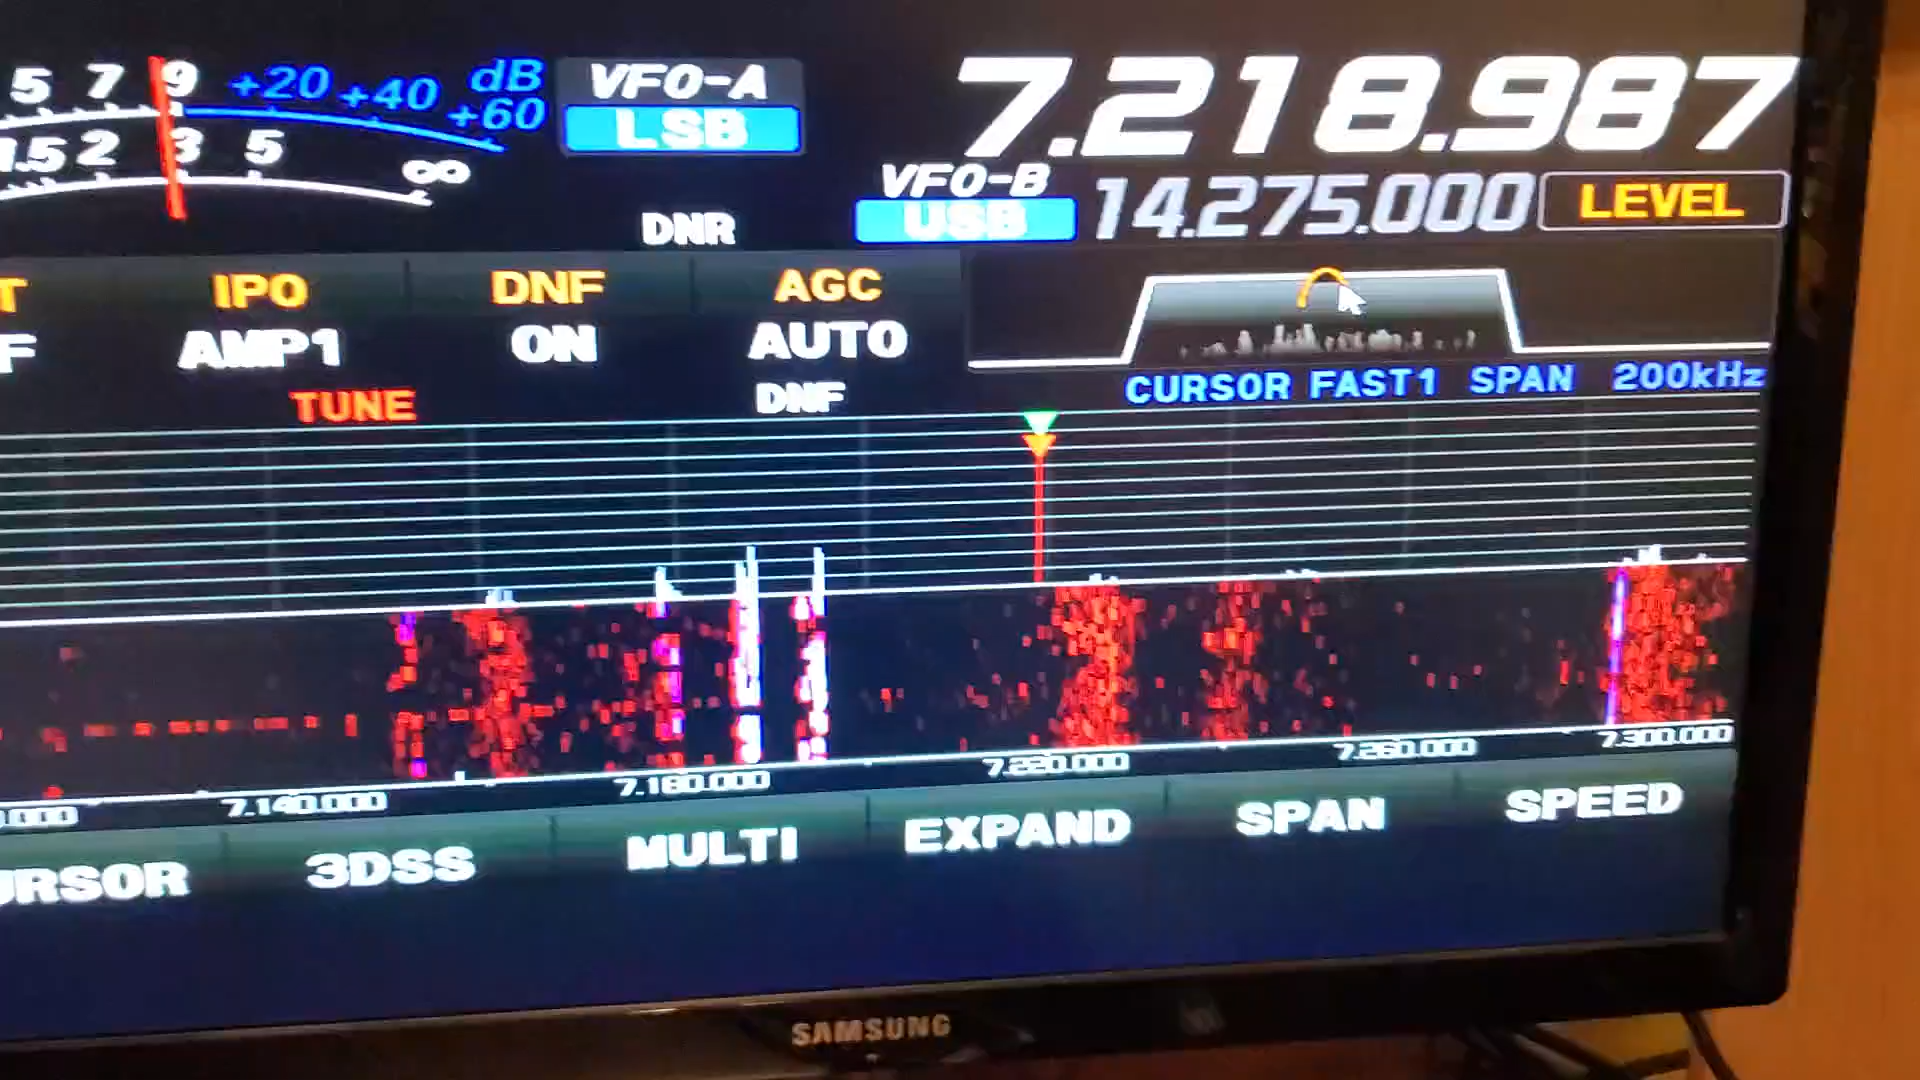 5 7 9 +20 +40 +60 dB
VFO-A
7.218.987
LSB
1.5 2 3 5 ∞
VFO-B
DNR
USB
14.275.000
LEVEL
IPO DNF AGC
AMP1 ON AUTO
TUNE
DNF
CURSOR FAST1 SPAN 200kHz
7.140.000 7.180.000 7.220.000 7.260.000 7.300.000
3DSS MULTI EXPAND SPAN SPEED
SAMSUNG